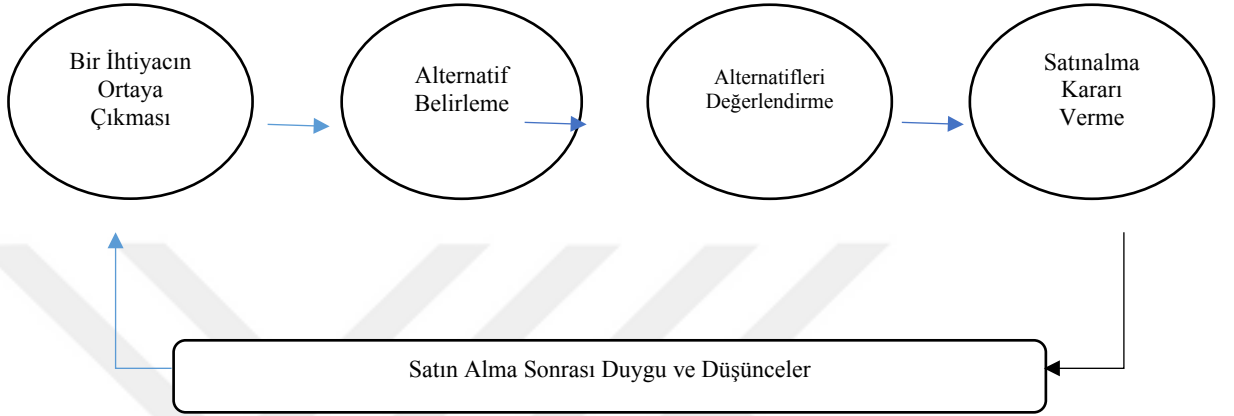 Bir İhtiyacın
Ortaya
Çıkması
Alternatif
Belirleme
Alternatifleri
Değerlendirme
Satınalma
Kararı
Verme
Satın Alma Sonrası Duygu ve Düşünceler